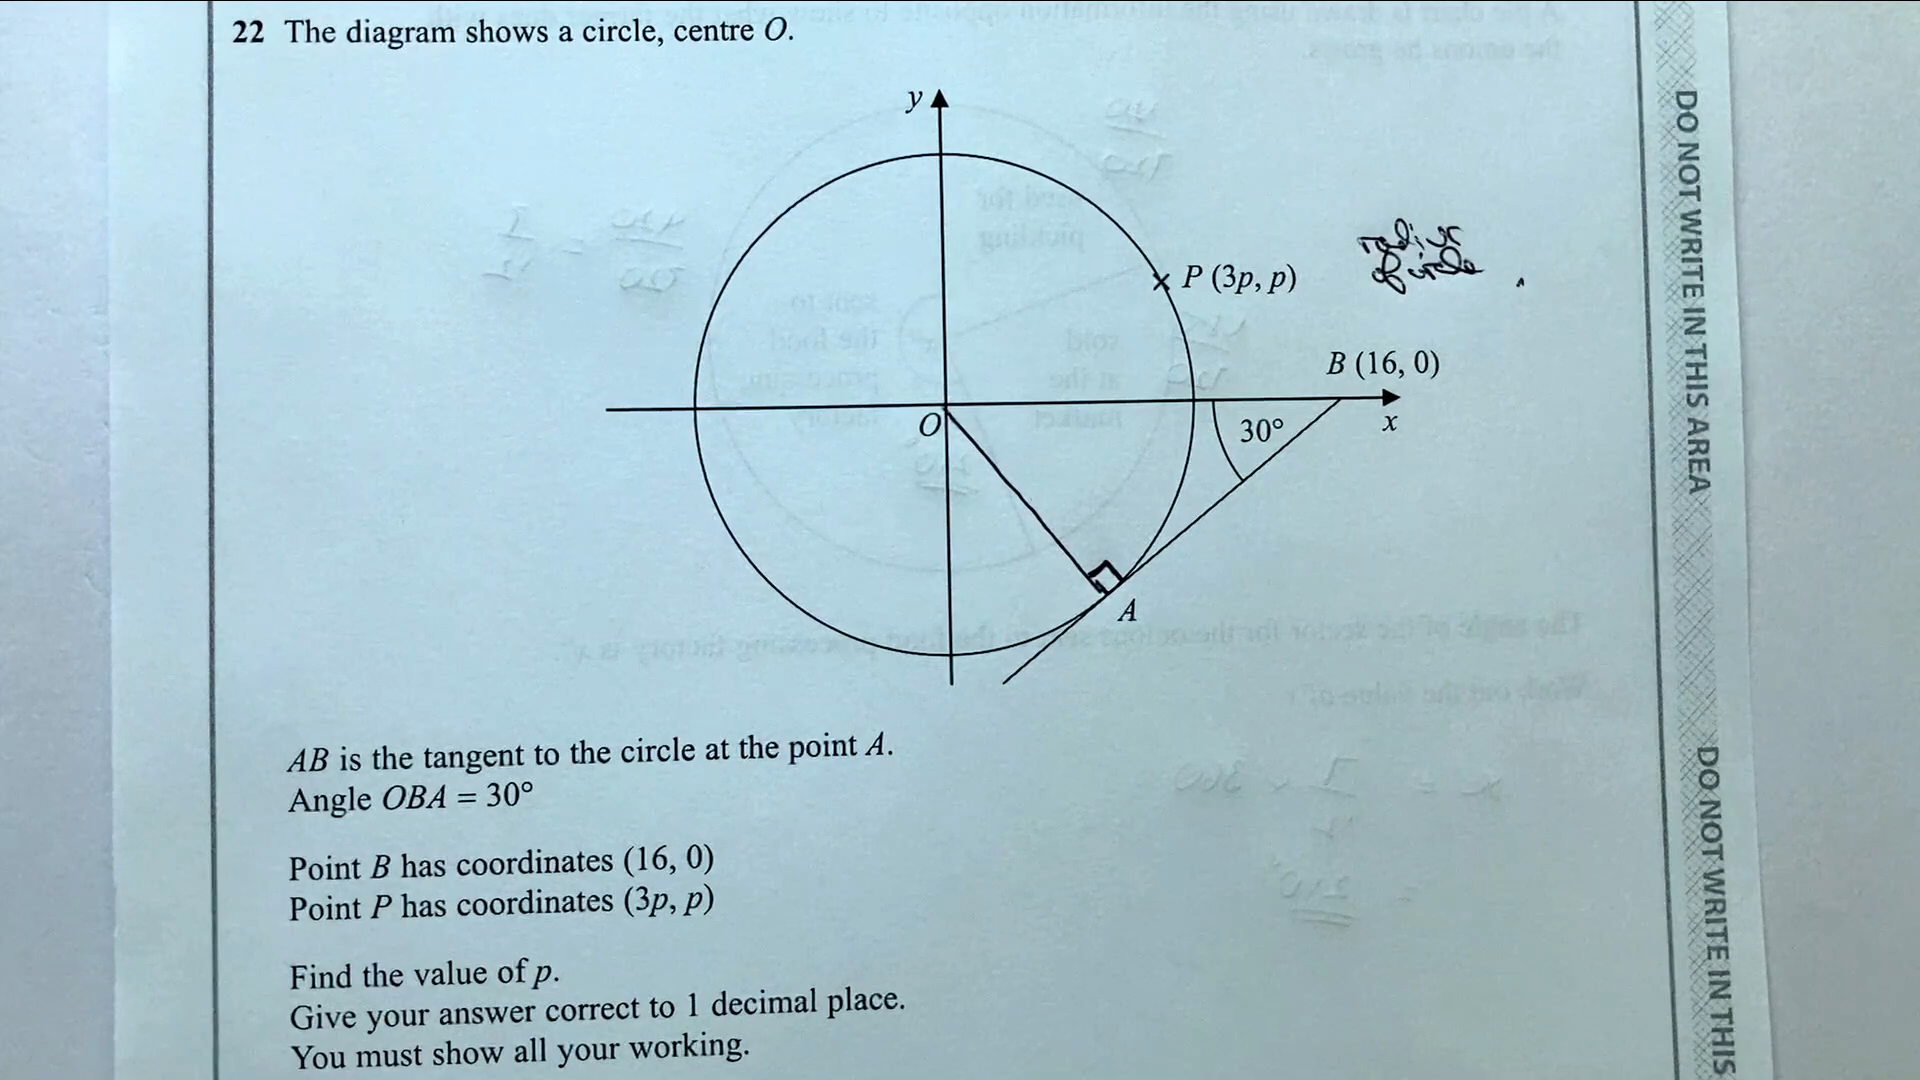 22 The diagram shows a circle, centre O.
y
P (3p, p)
radius
of circle
B (16, 0)
O
30°
x
A
AB is the tangent to the circle at the point A.
Angle OBA = 30°
Point B has coordinates (16, 0)
Point P has coordinates (3p, p)
Find the value of p.
Give your answer correct to 1 decimal place.
You must show all your working.
DO NOT WRITE IN THIS AREA
DO NOT WRITE IN THIS